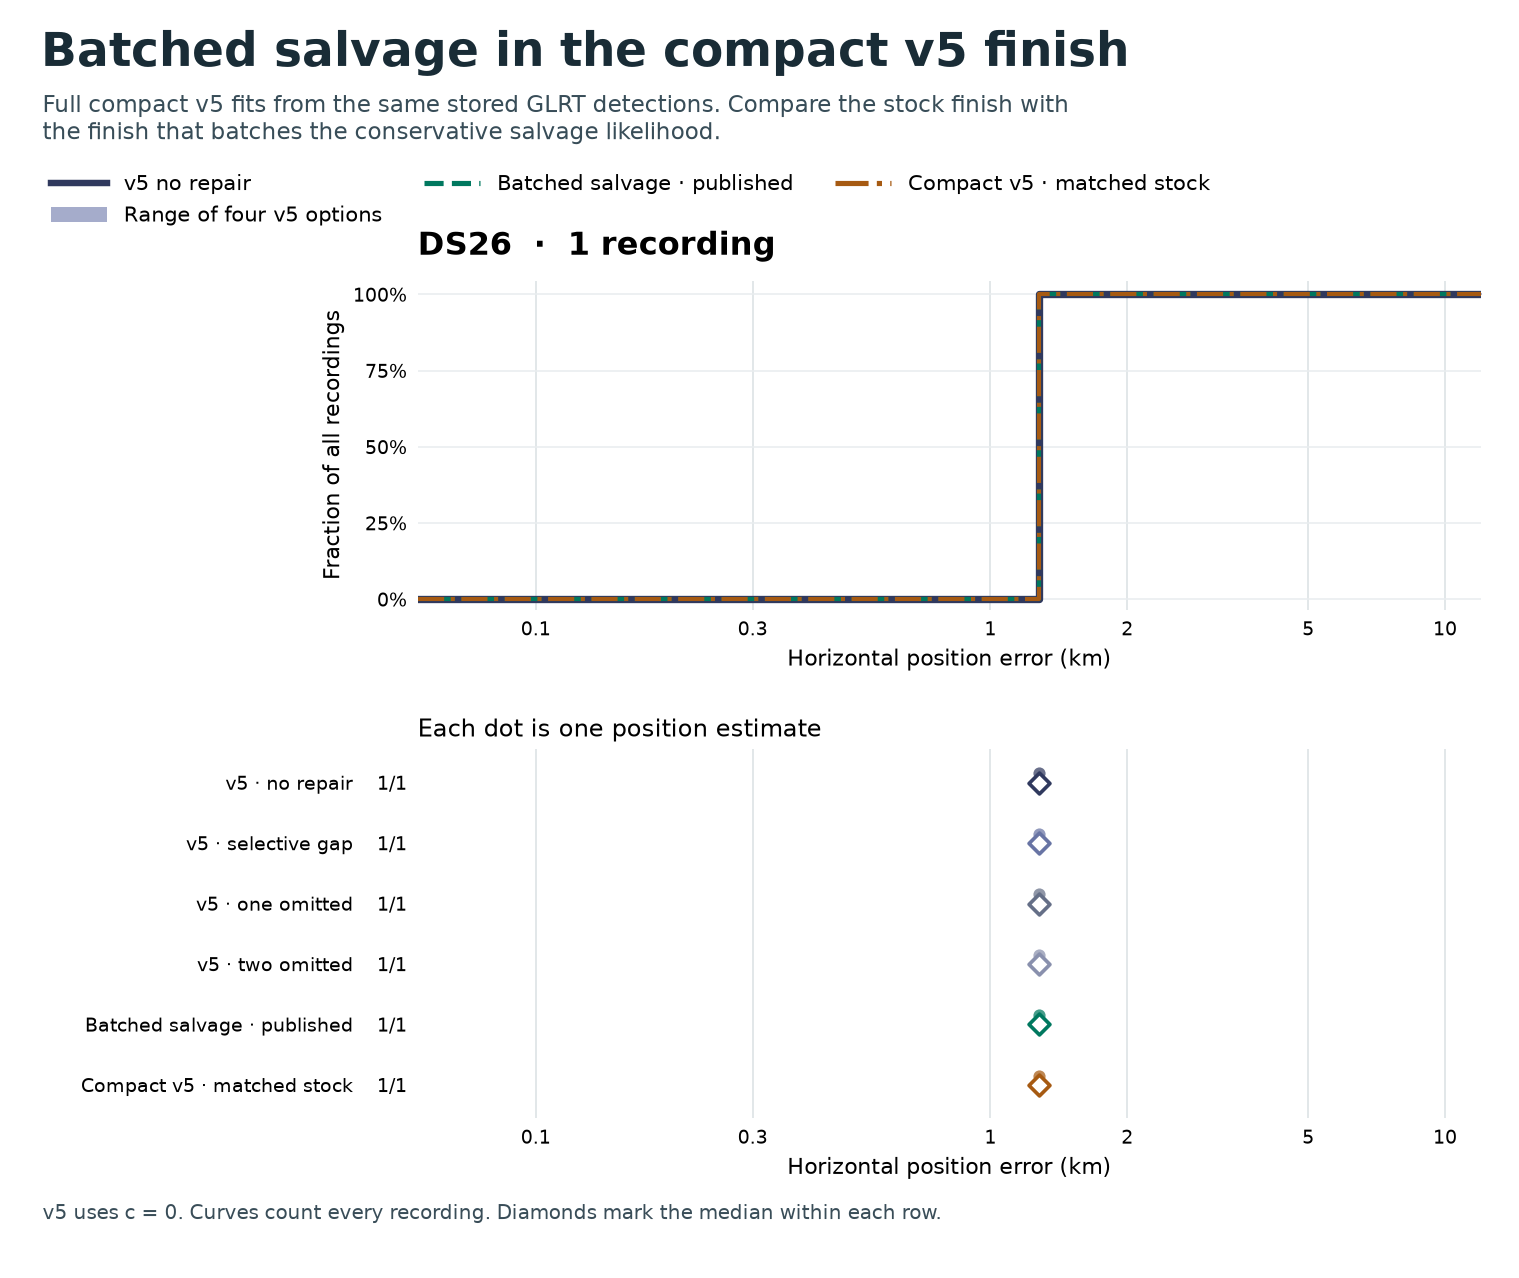 Batched salvage in the compact v5 finish
Full compact v5 fits from the same stored GLRT detections. Compare the stock finish with
the finish that batches the conservative salvage likelihood.
v5 no repair
Batched salvage · published
Compact v5 · matched stock
Range of four v5 options
DS26 · 1 recording
Fraction of all recordings
100%
75%
50%
25%
0%
0.1 0.3 1 2 5 10
Horizontal position error (km)
Each dot is one position estimate
v5 · no repair 1/1
v5 · selective gap 1/1
v5 · one omitted 1/1
v5 · two omitted 1/1
Batched salvage · published 1/1
Compact v5 · matched stock 1/1
0.1 0.3 1 2 5 10
Horizontal position error (km)
v5 uses c = 0. Curves count every recording. Diamonds mark the median within each row.